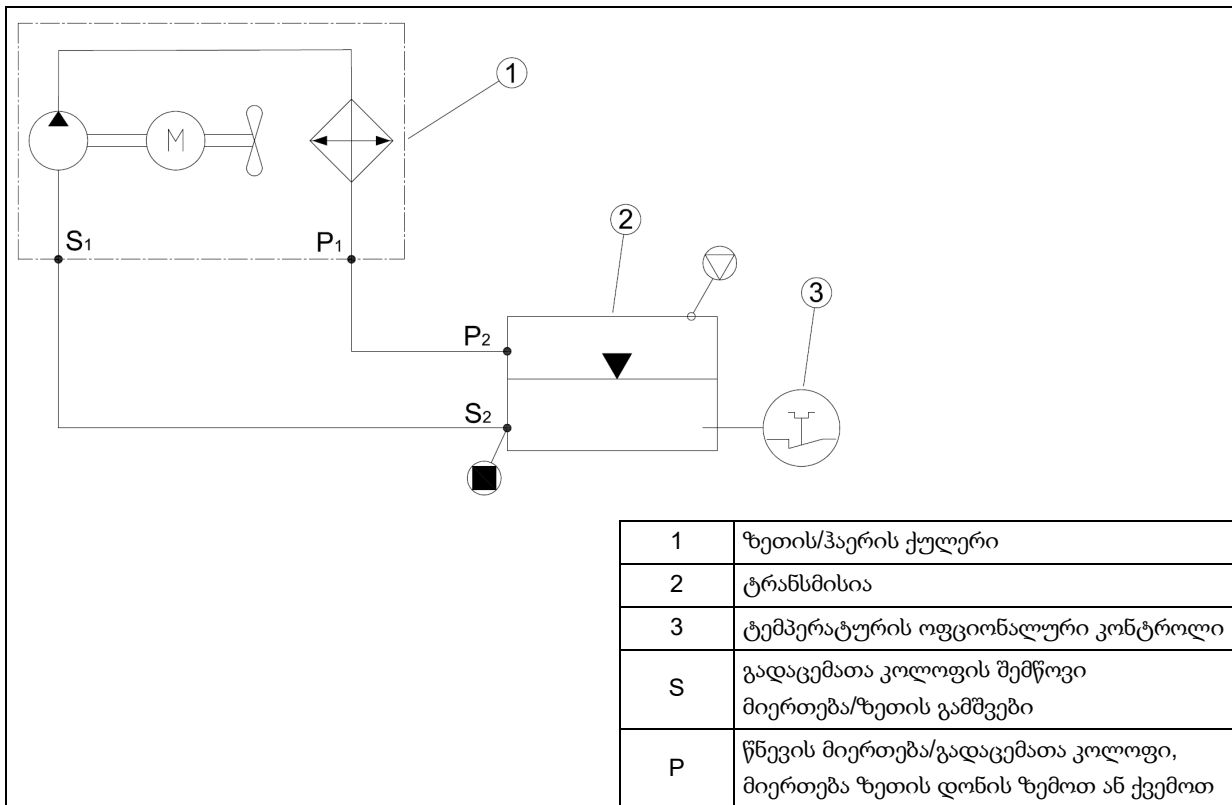 1
M
S1
P1
2
3
P2
S2
1 ზეთის/ჰაერის ქულერი
2 ტრანსმისია
3 ტემპერატურის ოფციონალური კონტროლი
S გადაცემათა კოლოფის შემწოვი
მიერთება/ზეთის გამშვები
P წნევის მიერთება/გადაცემათა კოლოფი,
მიერთება ზეთის დონის ზემოთ ან ქვემოთ